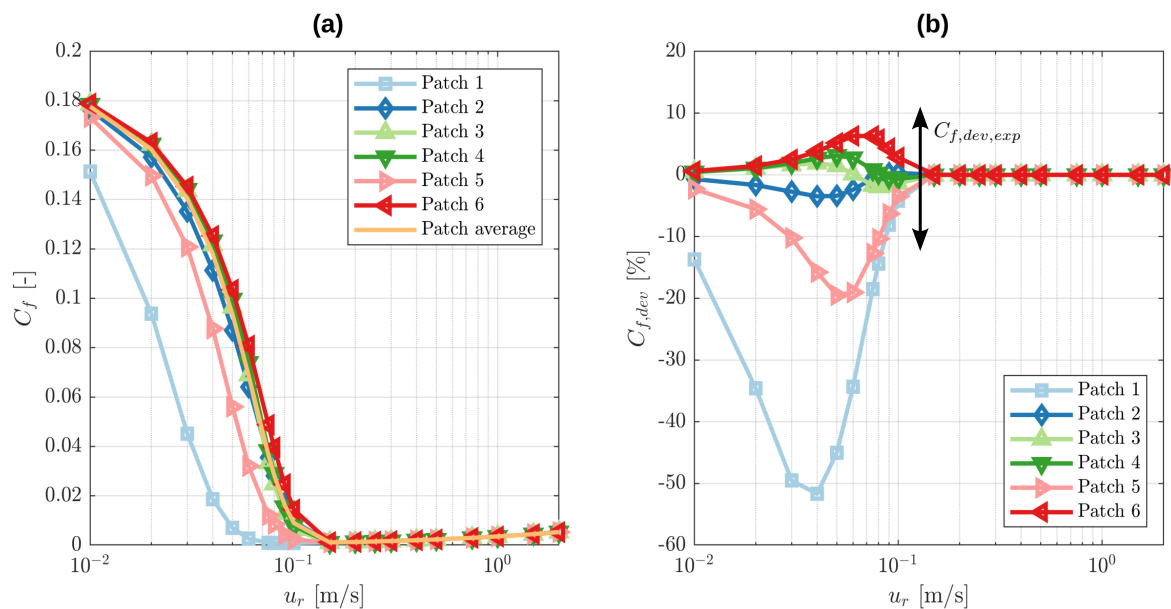 (a)
0.2
0.18
0.16
0.14
0.12
0.1
0.08
0.06
0.04
0.02
0
C_f [-]
10^-2
10^-1
10^0
u_r [m/s]
Patch 1
Patch 2
Patch 3
Patch 4
Patch 5
Patch 6
Patch average
(b)
20
10
0
-10
-20
-30
-40
-50
-60
C_{f,dev} [%]
10^-2
10^-1
10^0
u_r [m/s]
C_{f,dev,exp}
Patch 1
Patch 2
Patch 3
Patch 4
Patch 5
Patch 6